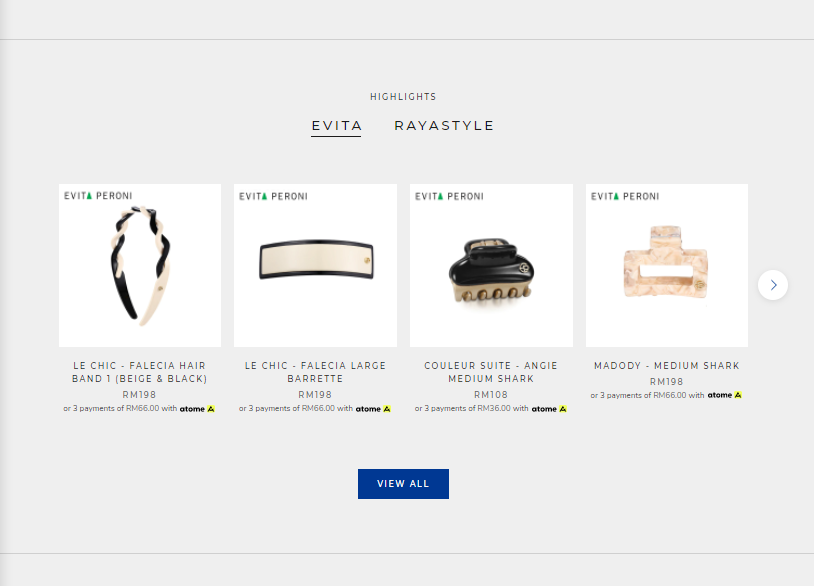 HIGHLIGHTS
EVITA RAYASTYLE
EVITA PERONI
EVITA PERONI
EVITA PERONI
EVITA PERONI
LE CHIC - FALECIA HAIR
BAND 1 (BEIGE & BLACK)
RM198
or 3 payments of RM66.00 with atome A
LE CHIC - FALECIA LARGE
BARRETTE
RM198
or 3 payments of RM66.00 with atome A
COULEUR SUITE - ANGIE
MEDIUM SHARK
RM108
or 3 payments of RM36.00 with atome A
MADODY - MEDIUM SHARK
RM198
or 3 payments of RM66.00 with atome A
VIEW ALL